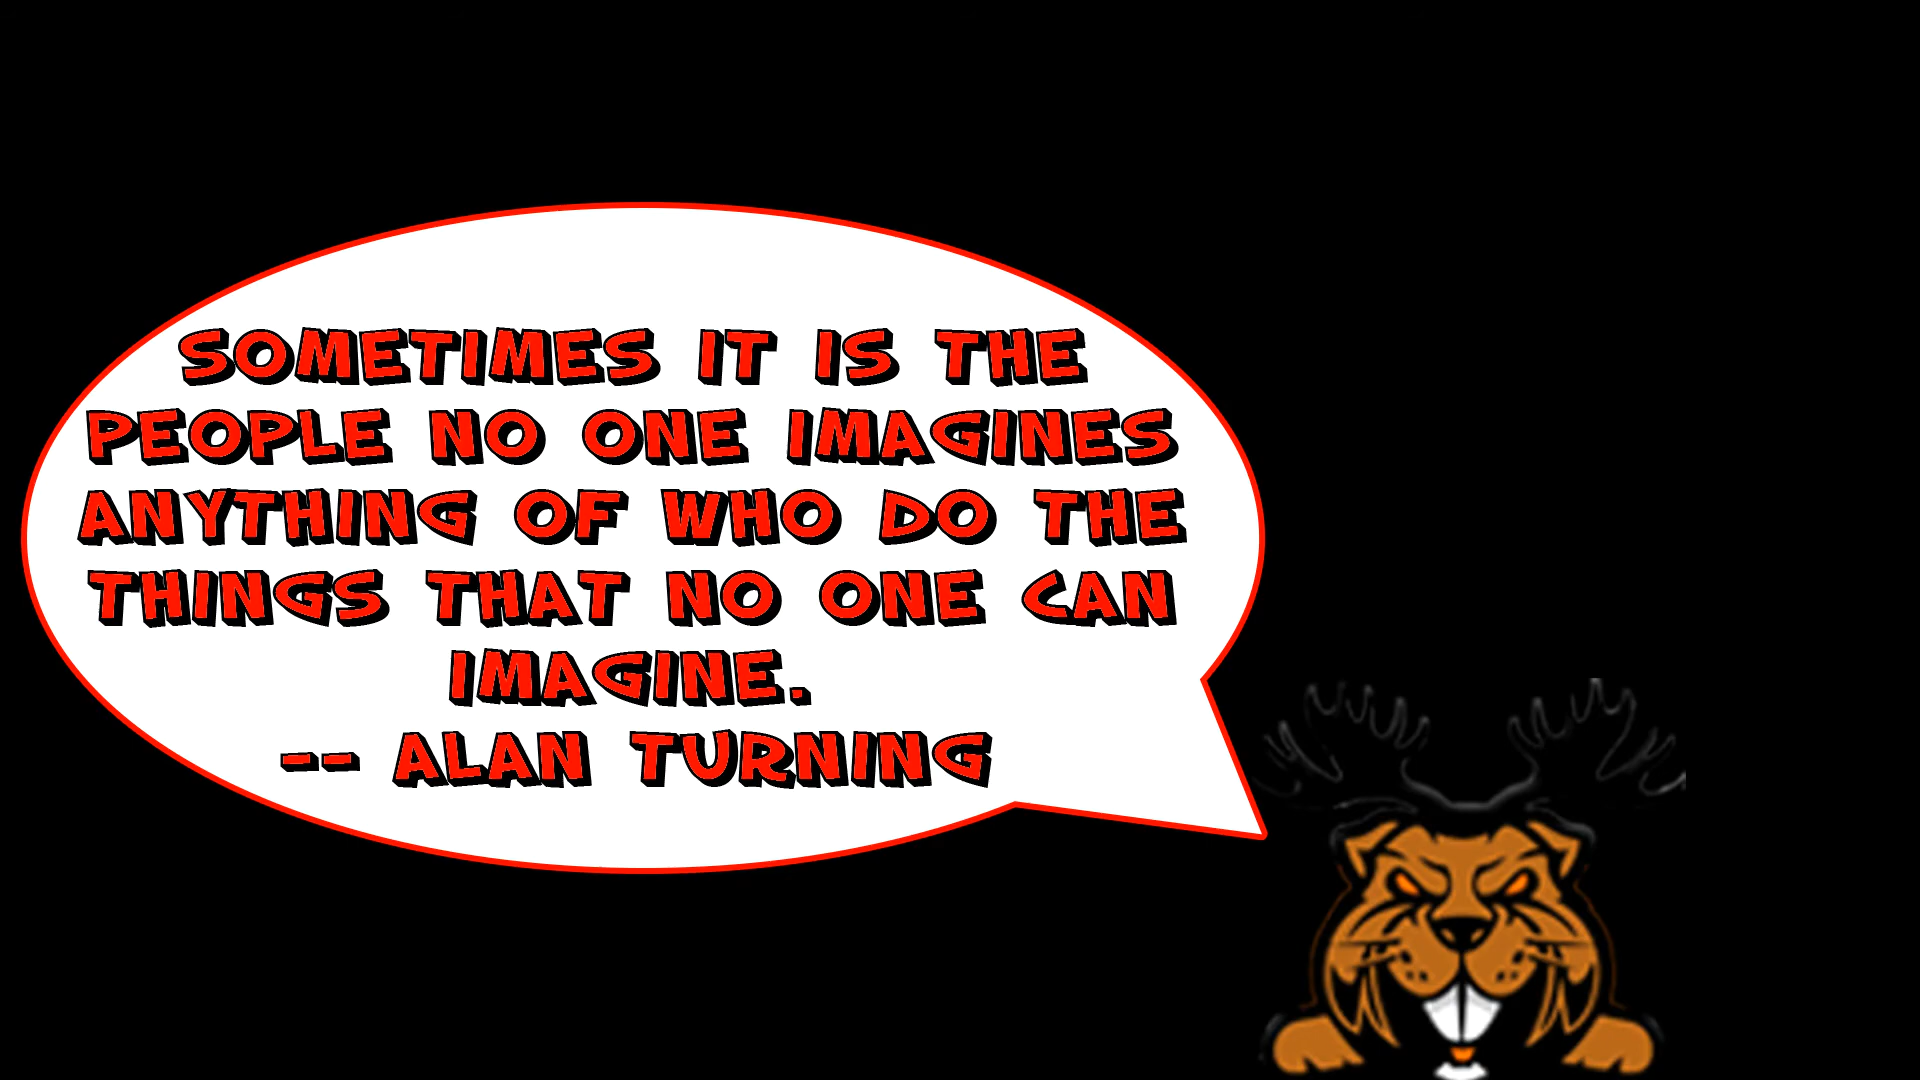 SOMETIMES IT IS THE
PEOPLE NO ONE IMAGINES
ANYTHING OF WHO DO THE
THINGS THAT NO ONE CAN
IMAGINE.
-- ALAN TURNING